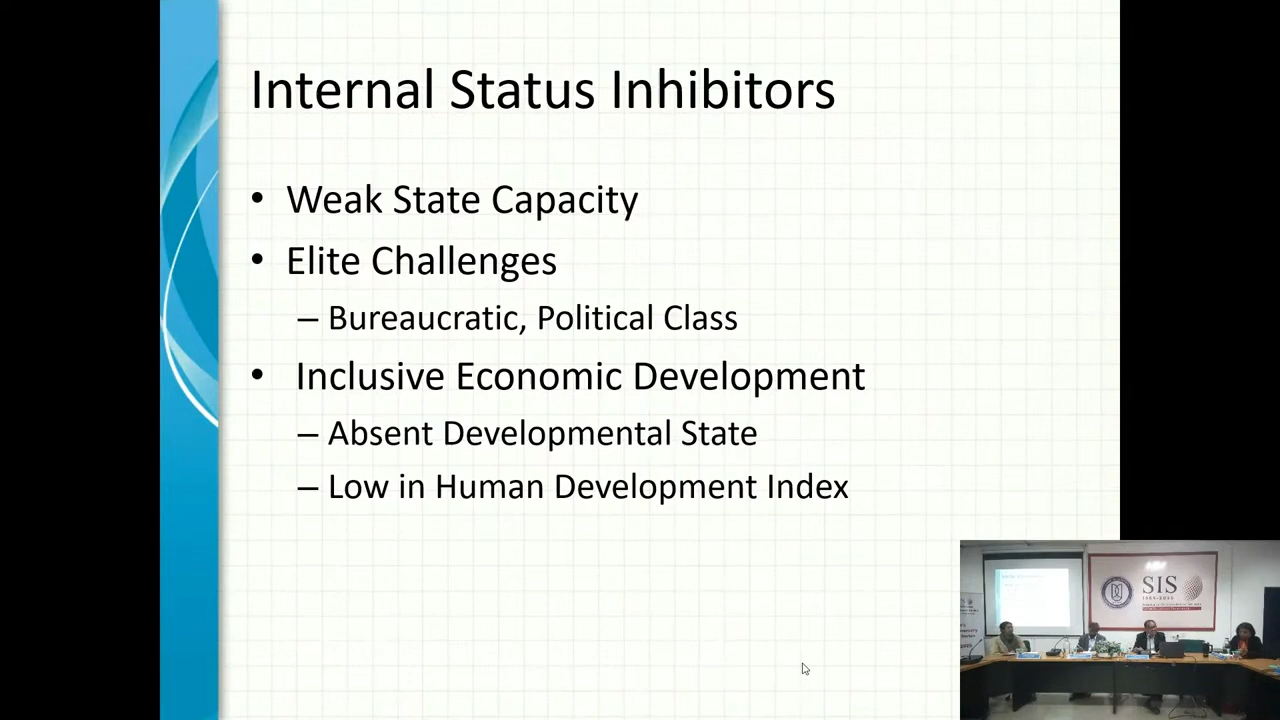 Internal Status Inhibitors
• Weak State Capacity
• Elite Challenges
– Bureaucratic, Political Class
• Inclusive Economic Development
– Absent Developmental State
– Low in Human Development Index
SIS